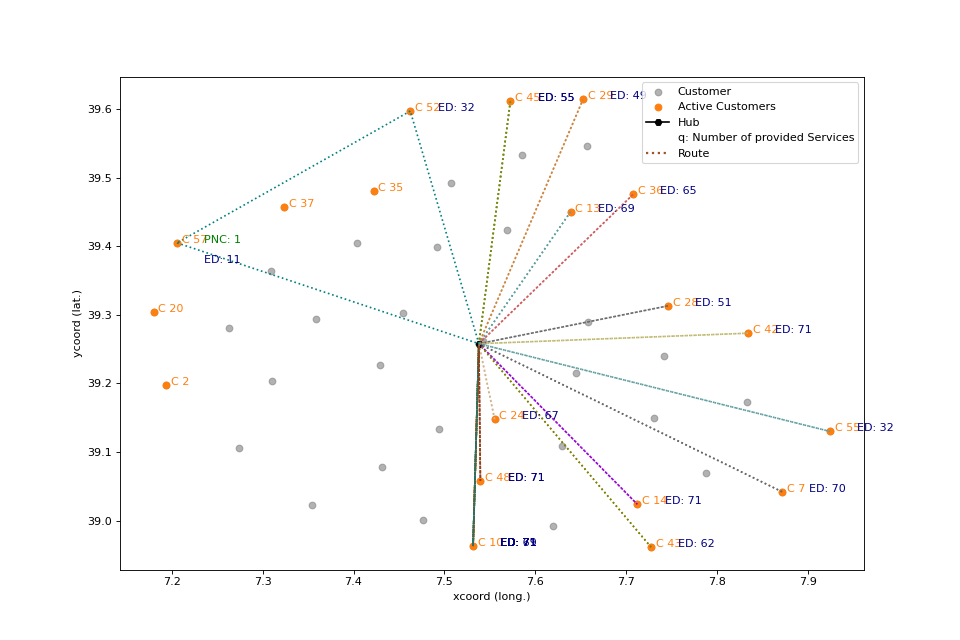 39.6
39.5
39.4
39.3
39.2
39.1
39.0
ycoord (lat.)
7.2
7.3
7.4
7.5
7.6
7.7
7.8
7.9
xcoord (long.)
Customer
Active Customers
Hub
q: Number of provided Services
Route
C 52 ED: 32
C 45 ED: 55
C 29 ED: 49
C 35
C 37
C 36 ED: 65
C 13 ED: 69
C 57 PNC: 1
ED: 11
C 20
C 28 ED: 51
C 42 ED: 71
C 2
C 24 ED: 67
C 55 ED: 32
C 48 ED: 71
C 7 ED: 70
C 14 ED: 71
C 10 ED:
C 43 ED: 62